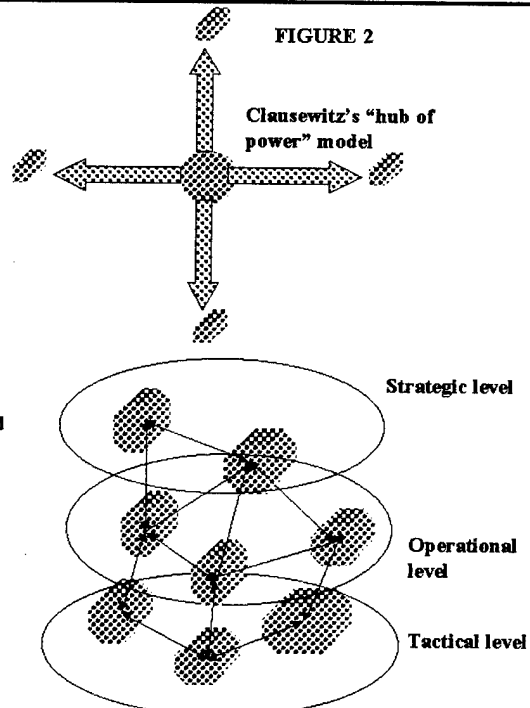 FIGURE 2
Clausewitz's "hub of
power" model
Strategic level
Operational
level
Tactical level